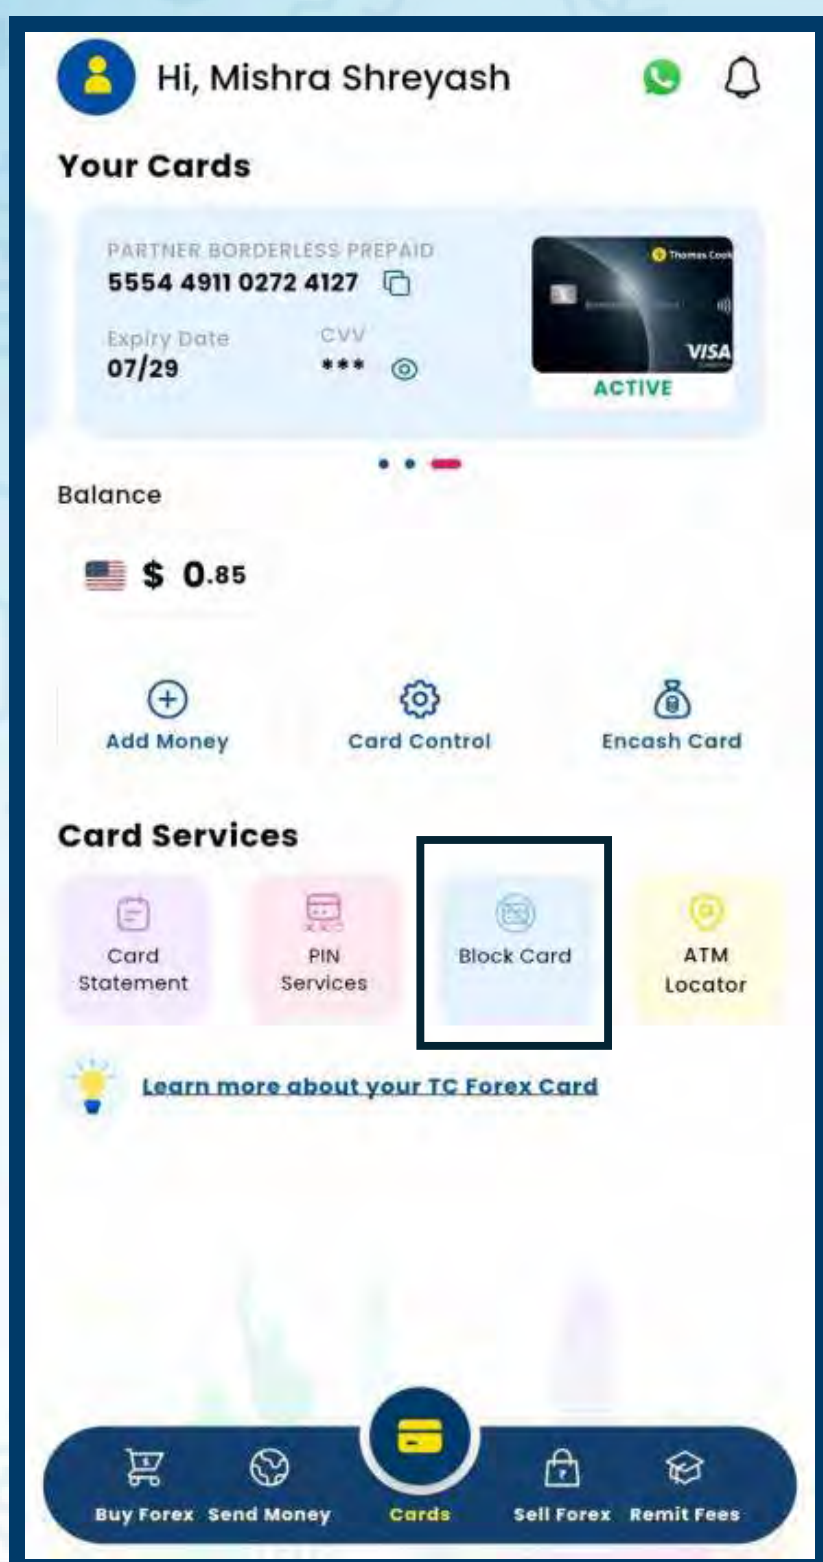 Hi, Mishra Shreyash
Your Cards
PARTNER BORDERLESS PREPAID
5554 4911 0272 4127
Expiry Date CVV
07/29 ***
Thomas Cook
VISA
ACTIVE
Balance
$ 0.85
Add Money Card Control Encash Card
Card Services
Card Statement
PIN Services
Block Card
ATM Locator
Learn more about your TC Forex Card
Buy Forex Send Money Cards Sell Forex Remit Fees